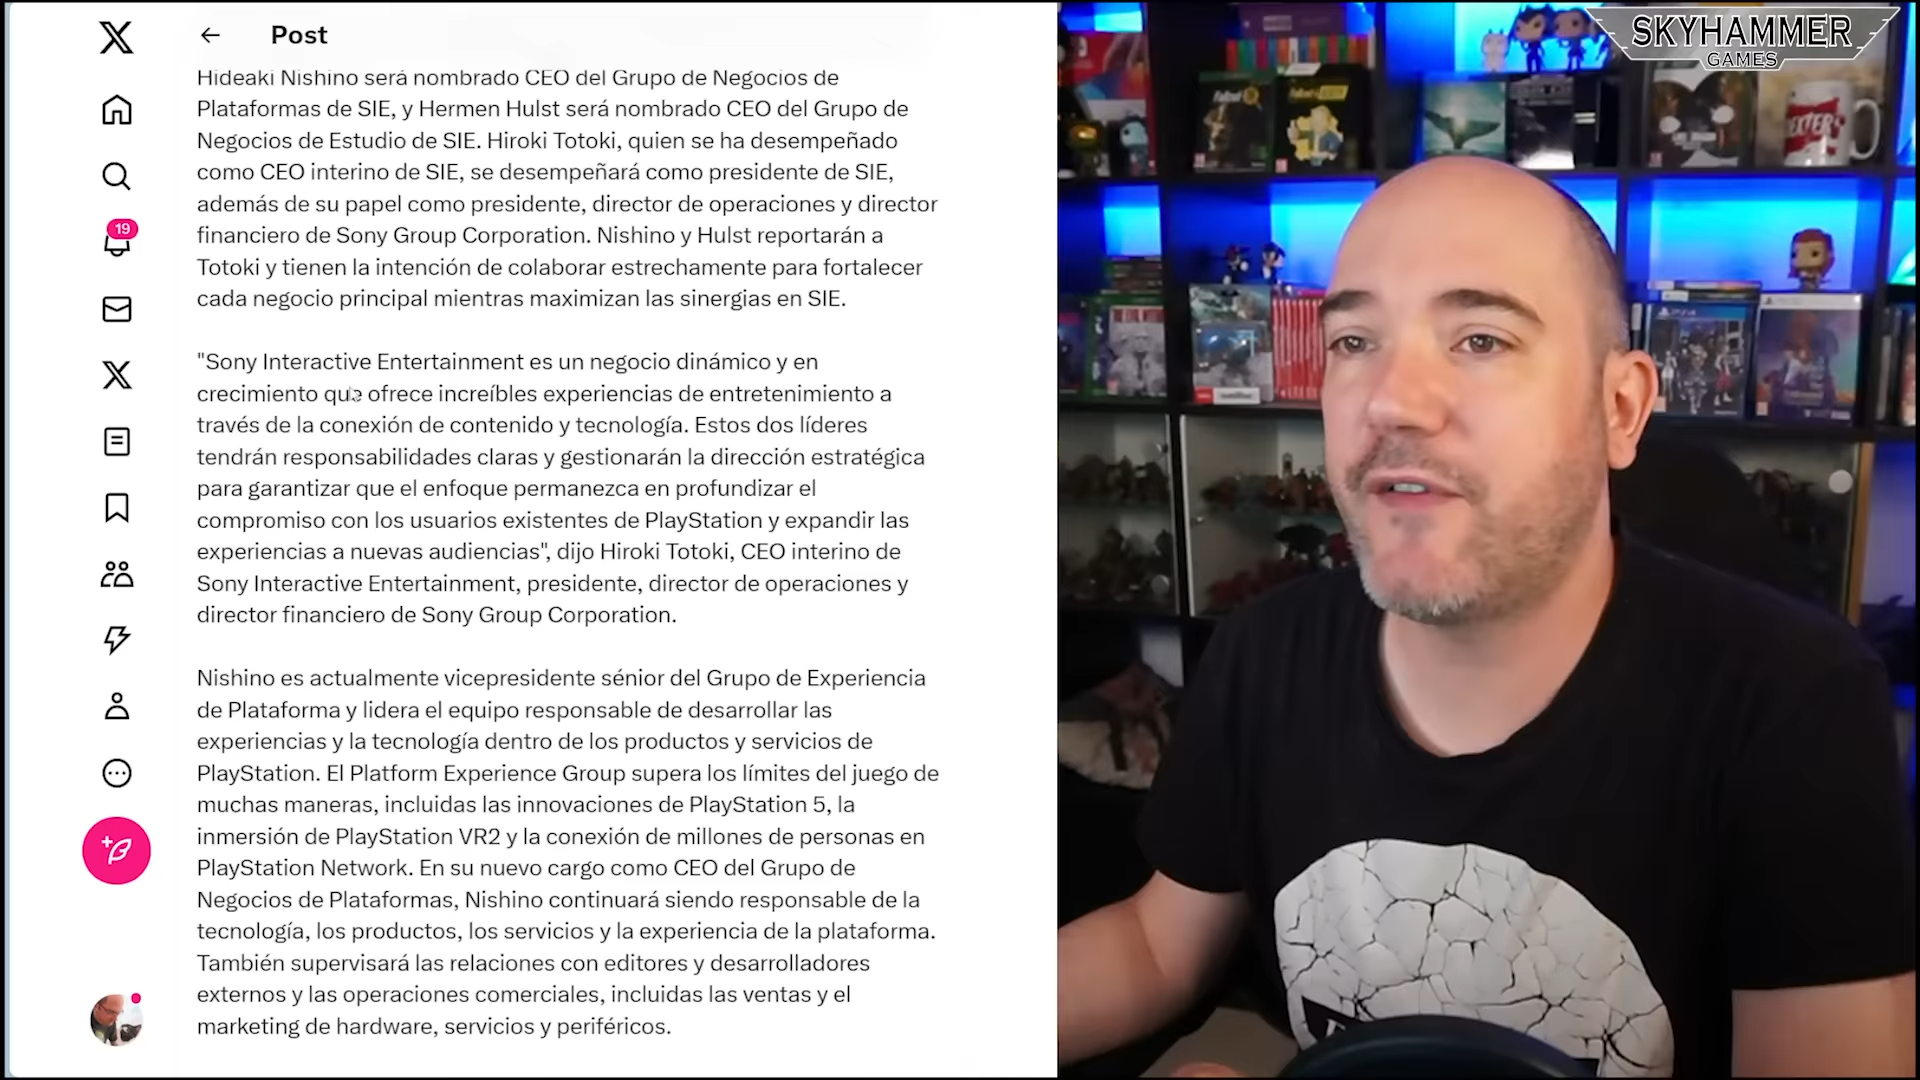 Post
Hideaki Nishino será nombrado CEO del Grupo de Negocios de
Plataformas de SIE, y Hermen Hulst será nombrado CEO del Grupo de
Negocios de Estudio de SIE. Hiroki Totoki, quien se ha desempeñado
como CEO interino de SIE, se desempeñará como presidente de SIE,
además de su papel como presidente, director de operaciones y director
financiero de Sony Group Corporation. Nishino y Hulst reportarán a
Totoki y tienen la intención de colaborar estrechamente para fortalecer
cada negocio principal mientras maximizan las sinergias en SIE.
"Sony Interactive Entertainment es un negocio dinámico y en
crecimiento que ofrece increíbles experiencias de entretenimiento a
través de la conexión de contenido y tecnología. Estos dos líderes
tendrán responsabilidades claras y gestionarán la dirección estratégica
para garantizar que el enfoque permanezca en profundizar el
compromiso con los usuarios existentes de PlayStation y expandir las
experiencias a nuevas audiencias", dijo Hiroki Totoki, CEO interino de
Sony Interactive Entertainment, presidente, director de operaciones y
director financiero de Sony Group Corporation.
Nishino es actualmente vicepresidente sénior del Grupo de Experiencia
de Plataforma y lidera el equipo responsable de desarrollar las
experiencias y la tecnología dentro de los productos y servicios de
PlayStation. El Platform Experience Group supera los límites del juego de
muchas maneras, incluidas las innovaciones de PlayStation 5, la
inmersión de PlayStation VR2 y la conexión de millones de personas en
PlayStation Network. En su nuevo cargo como CEO del Grupo de
Negocios de Plataformas, Nishino continuará siendo responsable de la
tecnología, los productos, los servicios y la experiencia de la plataforma.
También supervisará las relaciones con editores y desarrolladores
externos y las operaciones comerciales, incluidas las ventas y el
marketing de hardware, servicios y periféricos.
19
SKYHAMMER
GAMES
Fallout
DEXTER
PS4